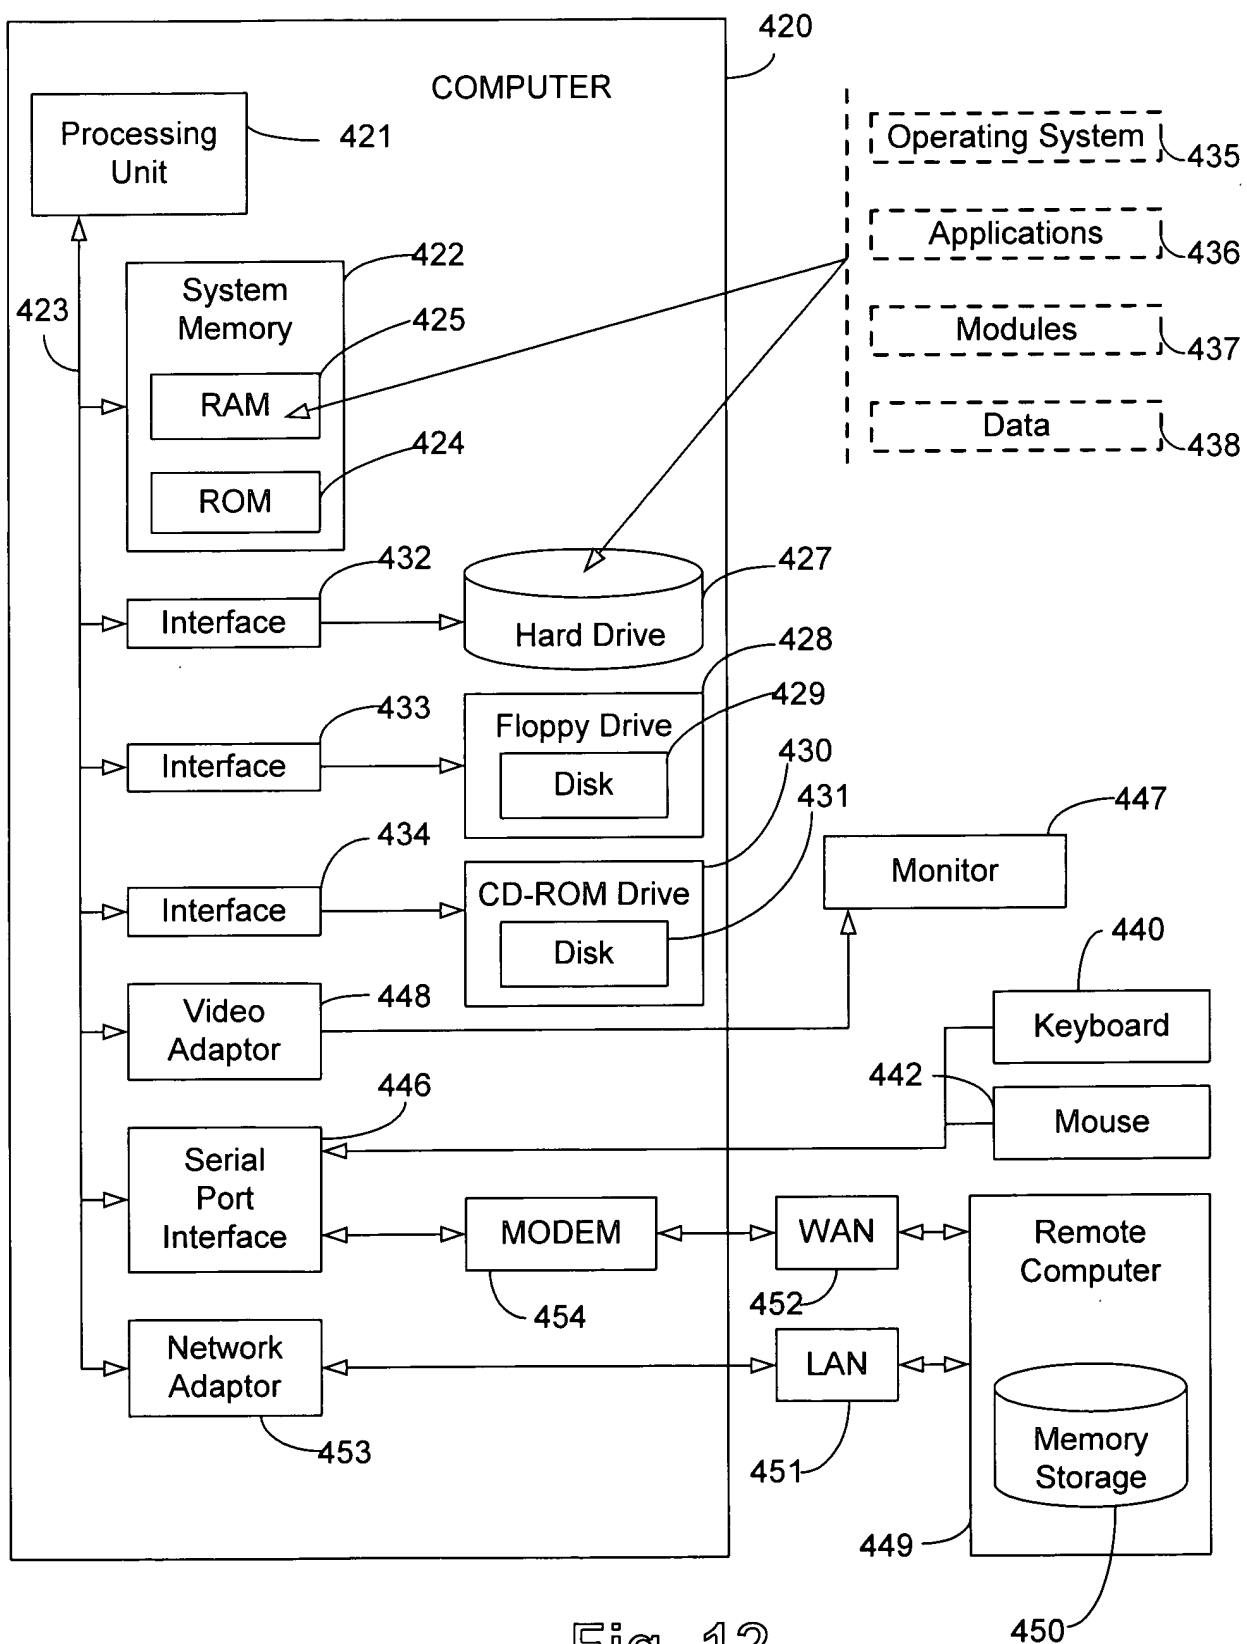 420
COMPUTER
Processing
Unit
421
Operating System
435
Applications
436
Modules
437
Data
438
422
System
Memory
423
425
RAM
424
ROM
432
Interface
427
Hard Drive
428
433
Interface
Floppy Drive
429
Disk
430
434
Interface
CD-ROM Drive
431
Disk
447
Monitor
440
Keyboard
448
Video
Adaptor
442
Mouse
446
Serial
Port
Interface
MODEM
454
WAN
452
Remote
Computer
Network
Adaptor
453
LAN
451
Memory
Storage
449
450
Fig. 12